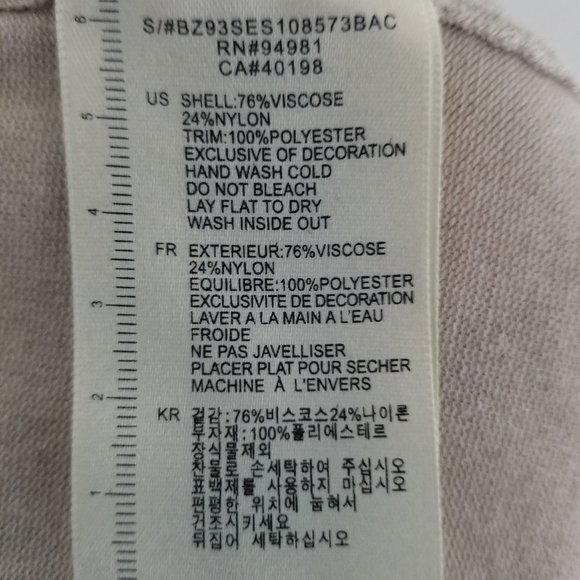 S/#BZ93SES108573BAC
RN#94981
CA#40198
US SHELL:76%VISCOSE
24%NYLON
TRIM:100%POLYESTER
EXCLUSIVE OF DECORATION
HAND WASH COLD
DO NOT BLEACH
LAY FLAT TO DRY
WASH INSIDE OUT
FR EXTERIEUR:76%VISCOSE
24%NYLON
EQUILIBRE:100%POLYESTER
EXCLUSIVITE DE DECORATION
LAVER A LA MAIN A L'EAU
FROIDE
NE PAS JAVELLISER
PLACER PLAT POUR SECHER
MACHINE À L'ENVERS
KR 겉감:76%비스코스24%나이론
부자재:100%폴리에스테르
장식물제외
찬물로 손세탁하여 주십시오
표백제를 사용하지 마십시오
편평한 위치에 눕혀서
건조시키세요
뒤집어 세탁하십시오
6
5
4
3
2
1